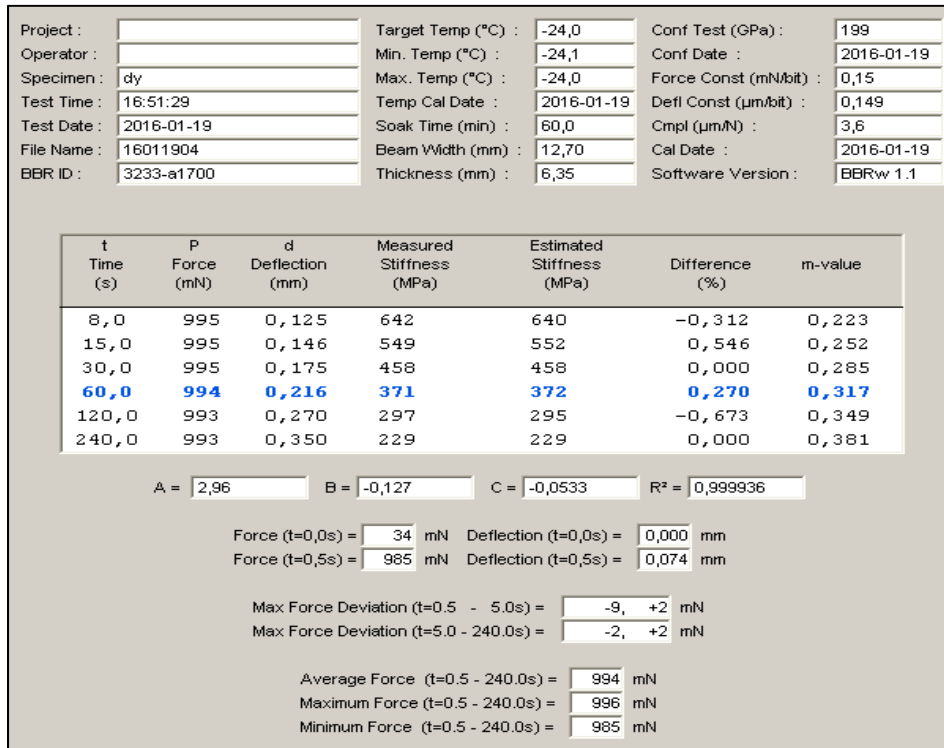 Project : Target Temp (°C) : -24,0 Conf Test (GPa) : 199
Operator : Min. Temp (°C) : -24,1 Conf Date : 2016-01-19
Specimen : dy Max. Temp (°C) : -24,0 Force Const (mN/bit) : 0,15
Test Time : 16:51:29 Temp Cal Date : 2016-01-19 Defl Const (µm/bit) : 0,149
Test Date : 2016-01-19 Soak Time (min) : 60,0 Cmpl (µm/N) : 3,6
File Name : 16011904 Beam Width (mm) : 12,70 Cal Date : 2016-01-19
BBR ID : 3233-a1700 Thickness (mm) : 6,35 Software Version : BBRw 1.1
t P d Measured Estimated
Time Force Deflection Stiffness Stiffness Difference m-value
(s) (mN) (mm) (MPa) (MPa) (%)
8,0 995 0,125 642 640 -0,312 0,223
15,0 995 0,146 549 552 0,546 0,252
30,0 995 0,175 458 458 0,000 0,285
60,0 994 0,216 371 372 0,270 0,317
120,0 993 0,270 297 295 -0,673 0,349
240,0 993 0,350 229 229 0,000 0,381
A = 2,96 B = -0,127 C = -0,0533 R² = 0,999936
Force (t=0,0s) = 34 mN Deflection (t=0,0s) = 0,000 mm
Force (t=0,5s) = 985 mN Deflection (t=0,5s) = 0,074 mm
Max Force Deviation (t=0.5 - 5.0s) = -9, +2 mN
Max Force Deviation (t=5.0 - 240.0s) = -2, +2 mN
Average Force (t=0.5 - 240.0s) = 994 mN
Maximum Force (t=0.5 - 240.0s) = 996 mN
Minimum Force (t=0.5 - 240.0s) = 985 mN